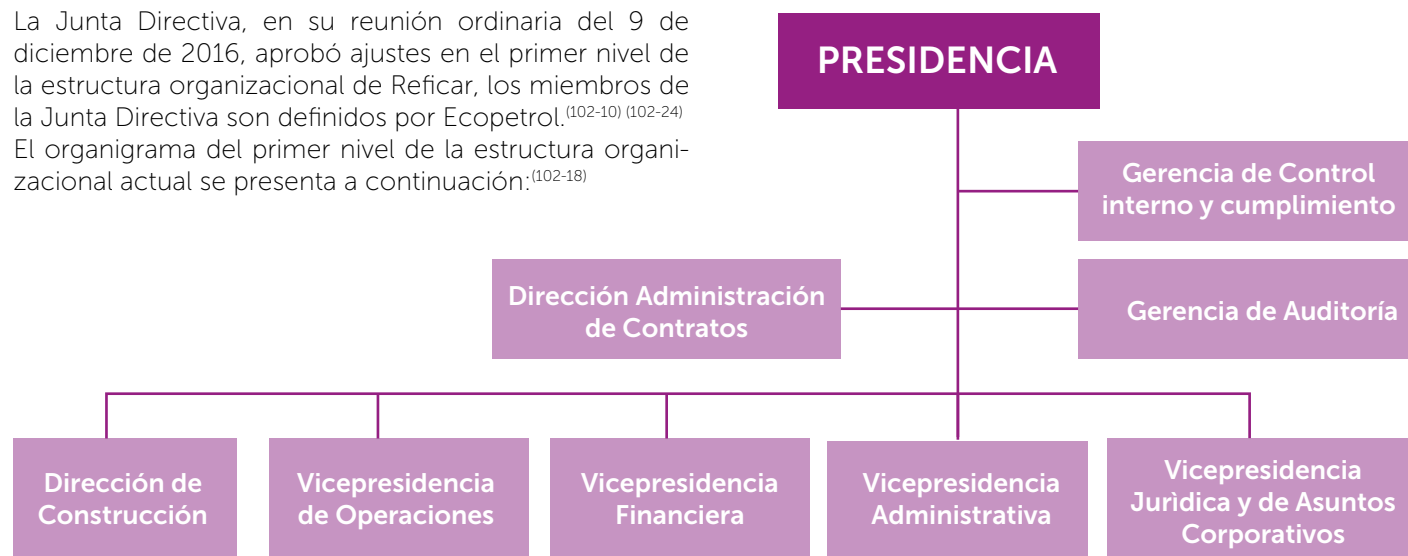 La Junta Directiva, en su reunión ordinaria del 9 de
diciembre de 2016, aprobó ajustes en el primer nivel de
la estructura organizacional de Reficar, los miembros de
la Junta Directiva son definidos por Ecopetrol.(102-10) (102-24)
El organigrama del primer nivel de la estructura organi-
zacional actual se presenta a continuación:(102-18)
PRESIDENCIA
Gerencia de Control
interno y cumplimiento
Dirección Administración
de Contratos
Gerencia de Auditoría
Dirección de
Construcción
Vicepresidencia
de Operaciones
Vicepresidencia
Financiera
Vicepresidencia
Administrativa
Vicepresidencia
Jurìdica y de Asuntos
Corporativos